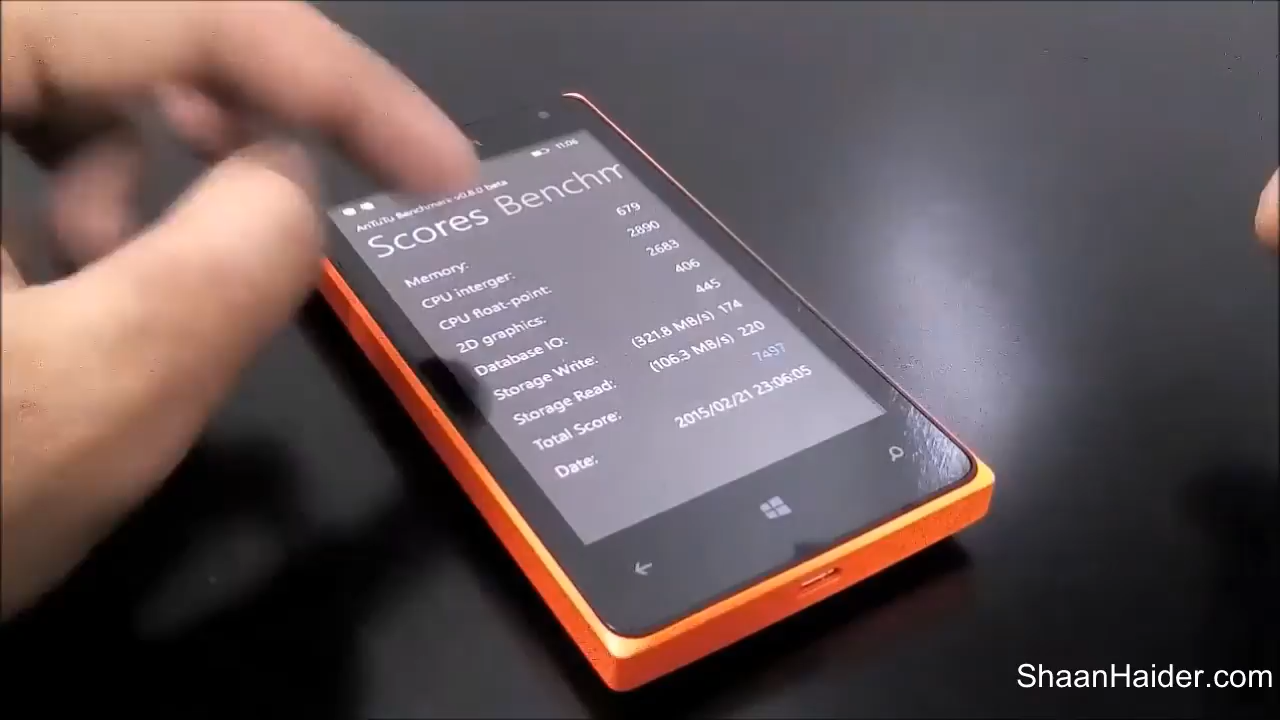 11:06
AnTuTu Benchmark v0.8.0 beta
Scores Benchm
Memory: 679
CPU interger: 2890
CPU float-point: 2683
2D graphics: 406
Database IO: 445
Storage Write: (321.8 MB/s) 174
Storage Read: (106.3 MB/s) 220
Total Score: 7497
Date: 2015/02/21 23:06:05
ShaanHaider.com